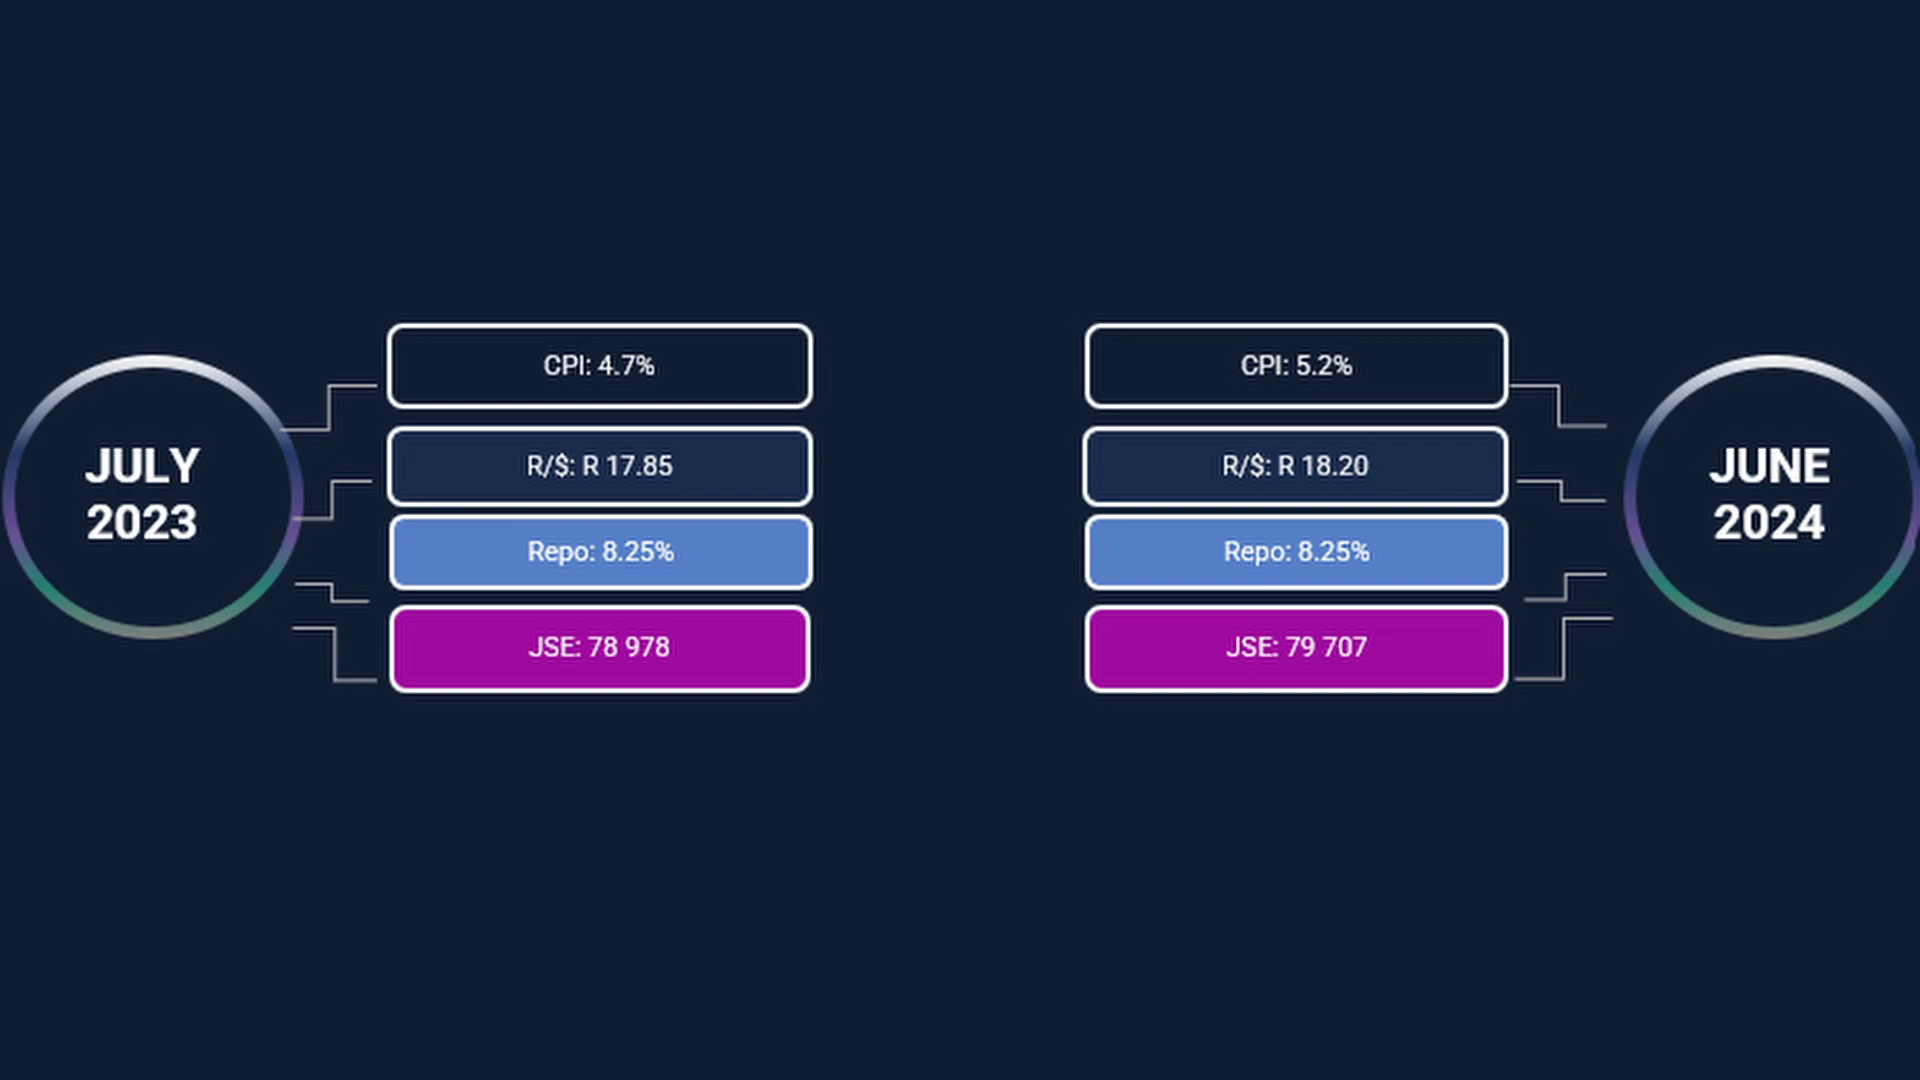 JULY
2023
CPI: 4.7%
R/$: R 17.85
Repo: 8.25%
JSE: 78 978
CPI: 5.2%
R/$: R 18.20
Repo: 8.25%
JSE: 79 707
JUNE
2024